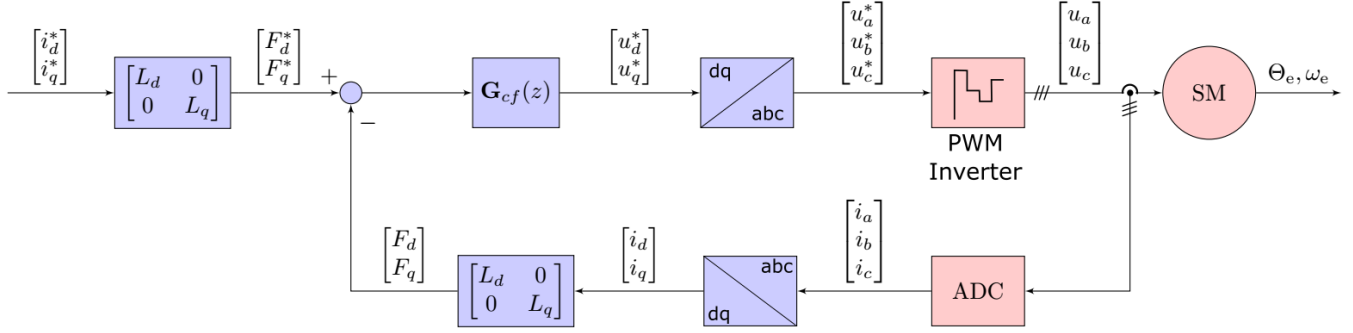 [i_d^*
i_q^*]
[L_d 0
0 L_q]
[F_d^*
F_q^*]
+
−
G_cf(z)
[u_d^*
u_q^*]
dq
abc
[u_a^*
u_b^*
u_c^*]
PWM
Inverter
[u_a
u_b
u_c]
SM
Θ_e, ω_e
[F_d
F_q]
[L_d 0
0 L_q]
[i_d
i_q]
abc
dq
[i_a
i_b
i_c]
ADC